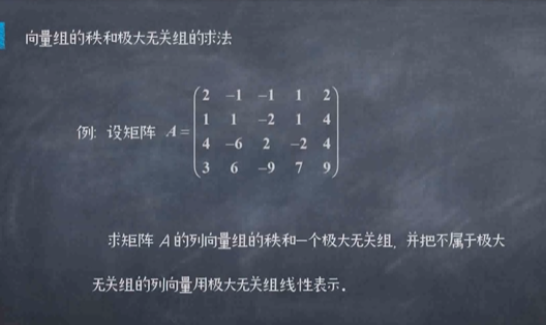 向量组的秩和极大无关组的求法
2 -1 -1 1 2
1 1 -2 1 4
例: 设矩阵 A=
4 -6 2 -2 4
3 6 -9 7 9
求矩阵 A的列向量组的秩和一个极大无关组, 并把不属于极大
无关组的列向量用极大无关组线性表示.